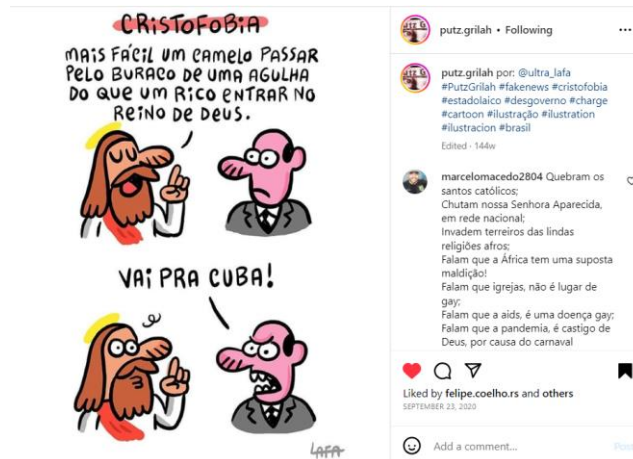 CRISTOFOBIA
MAIS FÁCIL UM CAMELO PASSAR
PELO BURACO DE UMA AGULHA
DO QUE UM RICO ENTRAR NO
REINO DE DEUS.
VAI PRA CUBA!
LAFA
putz.grilah • Following
putz.grilah por: @ultra_lafa
#PutzGrilah #fakenews #cristofobia
#estadolaico #desgoverno #charge
#cartoon #ilustração #ilustration
#ilustracion #brasil
Edited · 144w
marcelomacedo2804 Quebram os
santos católicos;
Chutam nossa Senhora Aparecida,
em rede nacional;
Invadem terreiros das lindas
religiões afros;
Falam que a África tem uma suposta
maldição!
Falam que igrejas, não é lugar de
gay;
Falam que a aids, é uma doença gay;
Falam que a pandemia, é castigo de
Deus, por causa do carnaval
Liked by felipe.coelho.rs and others
SEPTEMBER 23, 2020
Add a comment...
Post